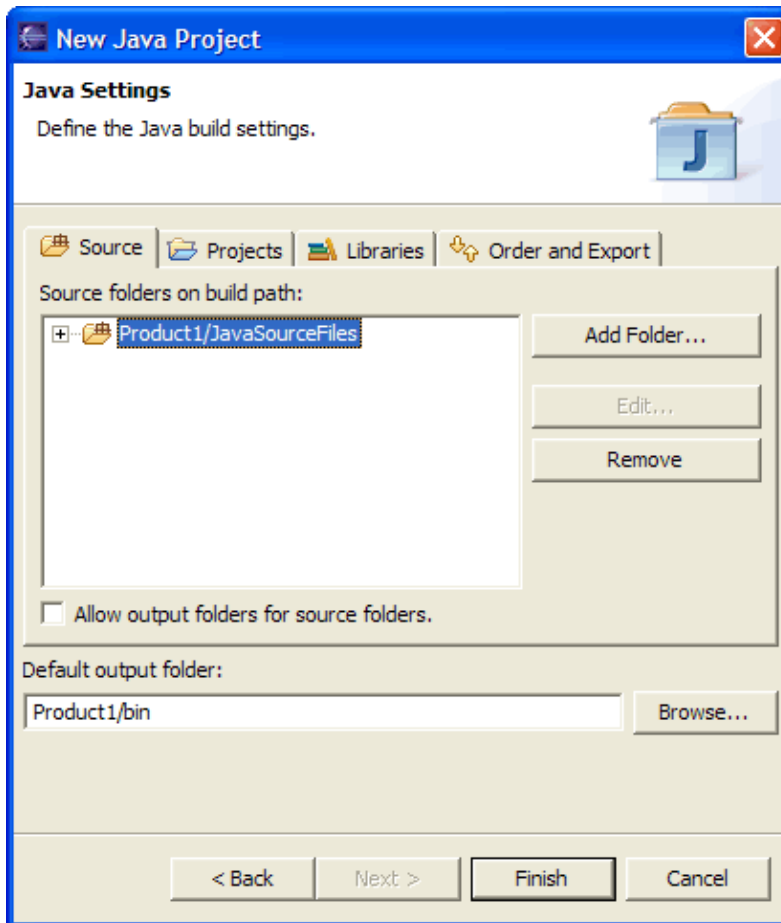 New Java Project
Java Settings
Define the Java build settings.
J
Source Projects Libraries Order and Export
Source folders on build path:
Product1/JavaSourceFiles
Add Folder...
Edit...
Remove
Allow output folders for source folders.
Default output folder:
Product1/bin Browse...
< Back Next > Finish Cancel